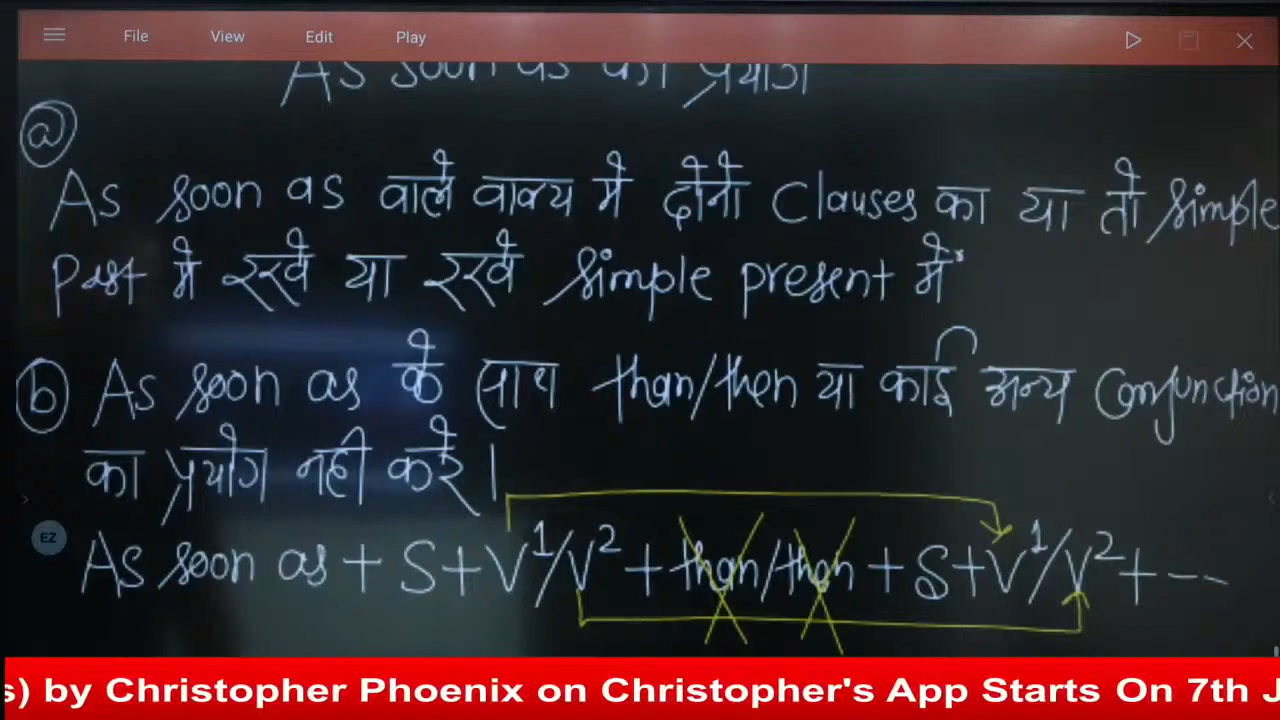 File View Edit Play
As soon as का प्रयोग
(a)
As soon as वाले वाक्य मे दोनो Clauses का या तो simple
Past मे रखे या रखे simple present में
(b) As soon as के साथ than/then या कोई अन्य Conjunction
का प्रयोग नही करे।
EZ
As soon as + S + V¹/V² + than/then + S + V¹/V² + ---
s) by Christopher Phoenix on Christopher's App Starts On 7th J